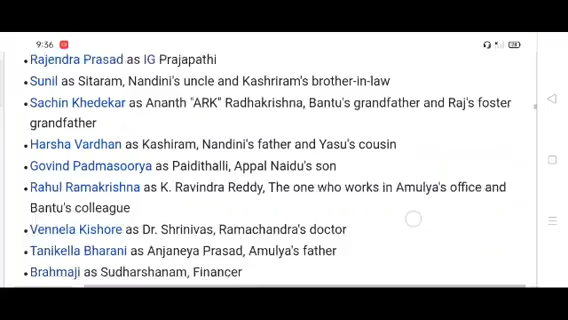 9:36
Rajendra Prasad as IG Prajapathi
Sunil as Sitaram, Nandini's uncle and Kashriram's brother-in-law
Sachin Khedekar as Ananth "ARK" Radhakrishna, Bantu's grandfather and Raj's foster
grandfather
Harsha Vardhan as Kashiram, Nandini's father and Yasu's cousin
Govind Padmasoorya as Paidithalli, Appal Naidu's son
Rahul Ramakrishna as K. Ravindra Reddy, The one who works in Amulya's office and
Bantu's colleague
Vennela Kishore as Dr. Shrinivas, Ramachandra's doctor
Tanikella Bharani as Anjaneya Prasad, Amulya's father
Brahmaji as Sudharshanam, Financer